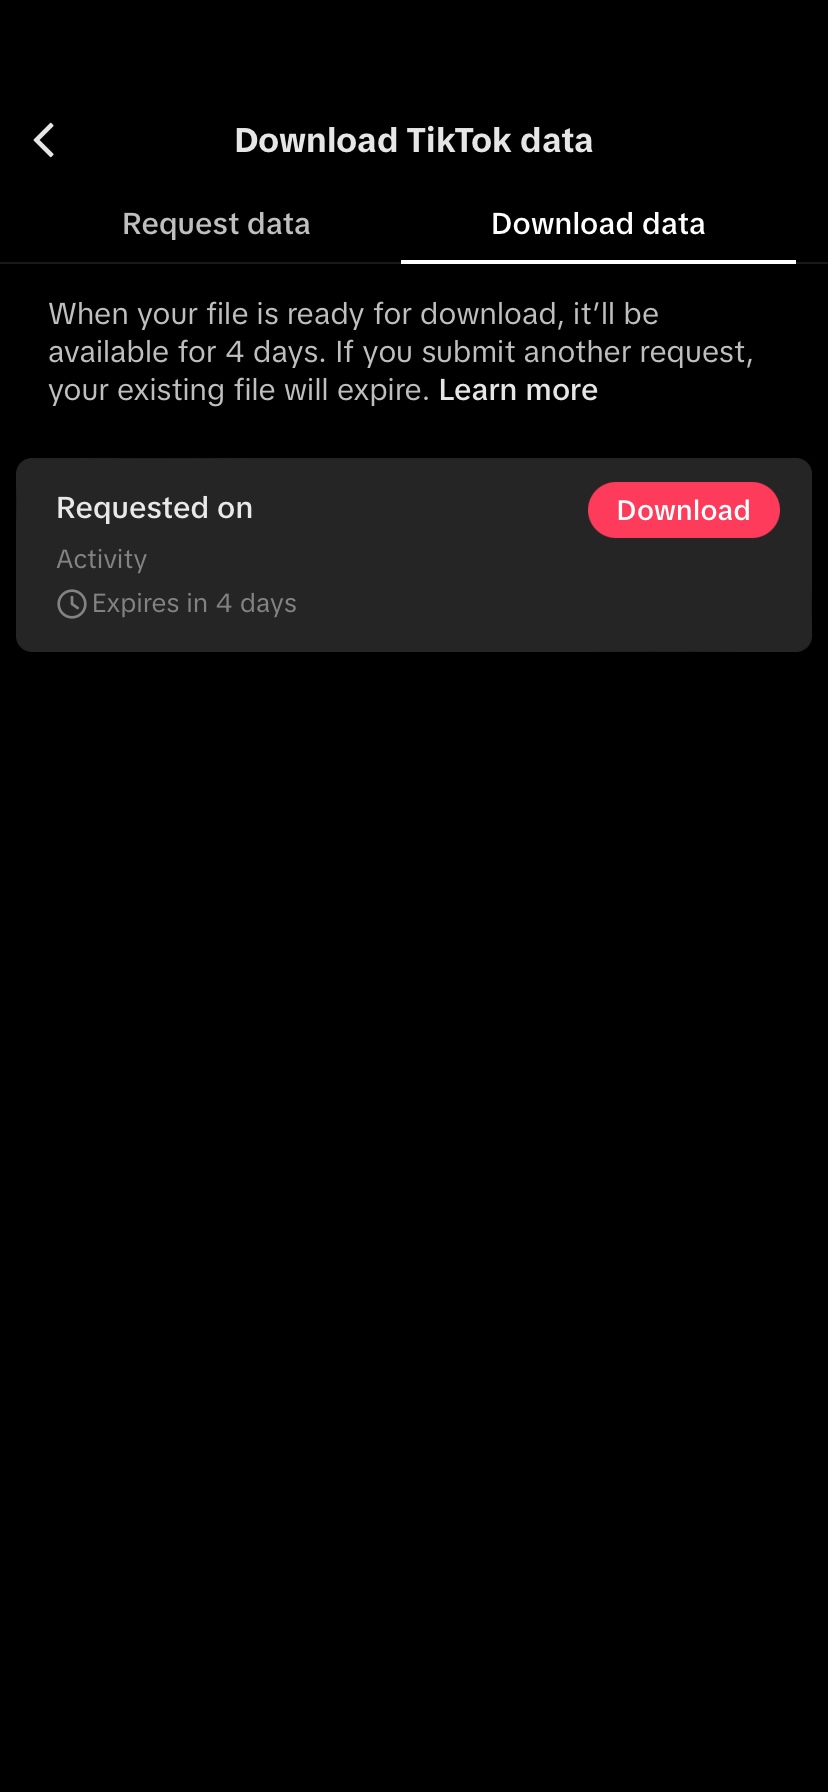 Download TikTok data
Request data
Download data
When your file is ready for download, it’ll be
available for 4 days. If you submit another request,
your existing file will expire. Learn more
Requested on
Download
Activity
Expires in 4 days